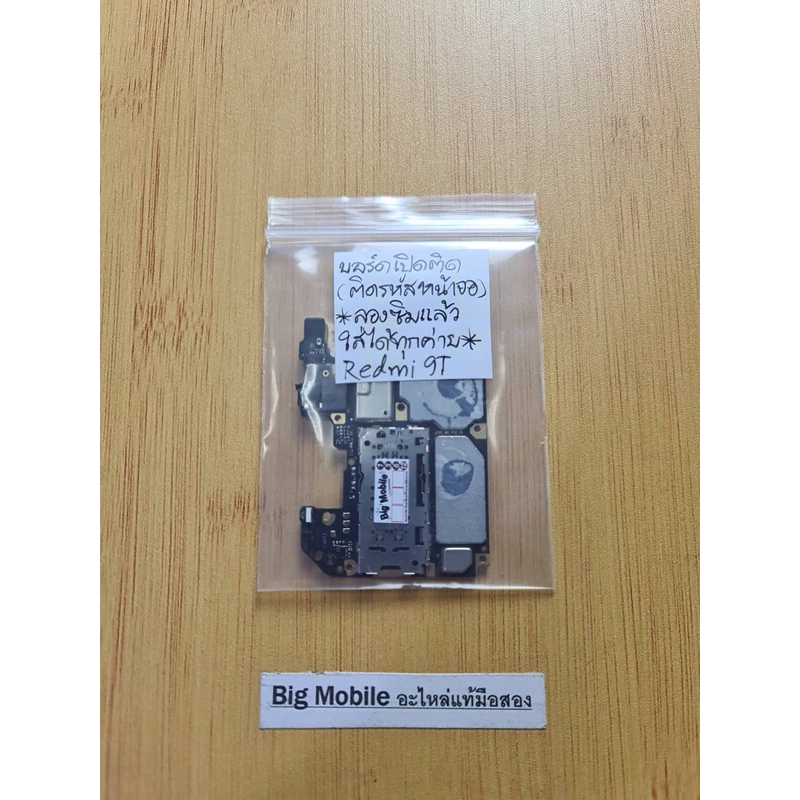 บอร์ดเปิดติด
(ติดรหัสหน้าจอ)
*ลองซิมแล้ว
ใส่ได้ทุกค่าย*
Redmi 9T
Big Mobile
Big Mobile อะไหล่แท้มือสอง